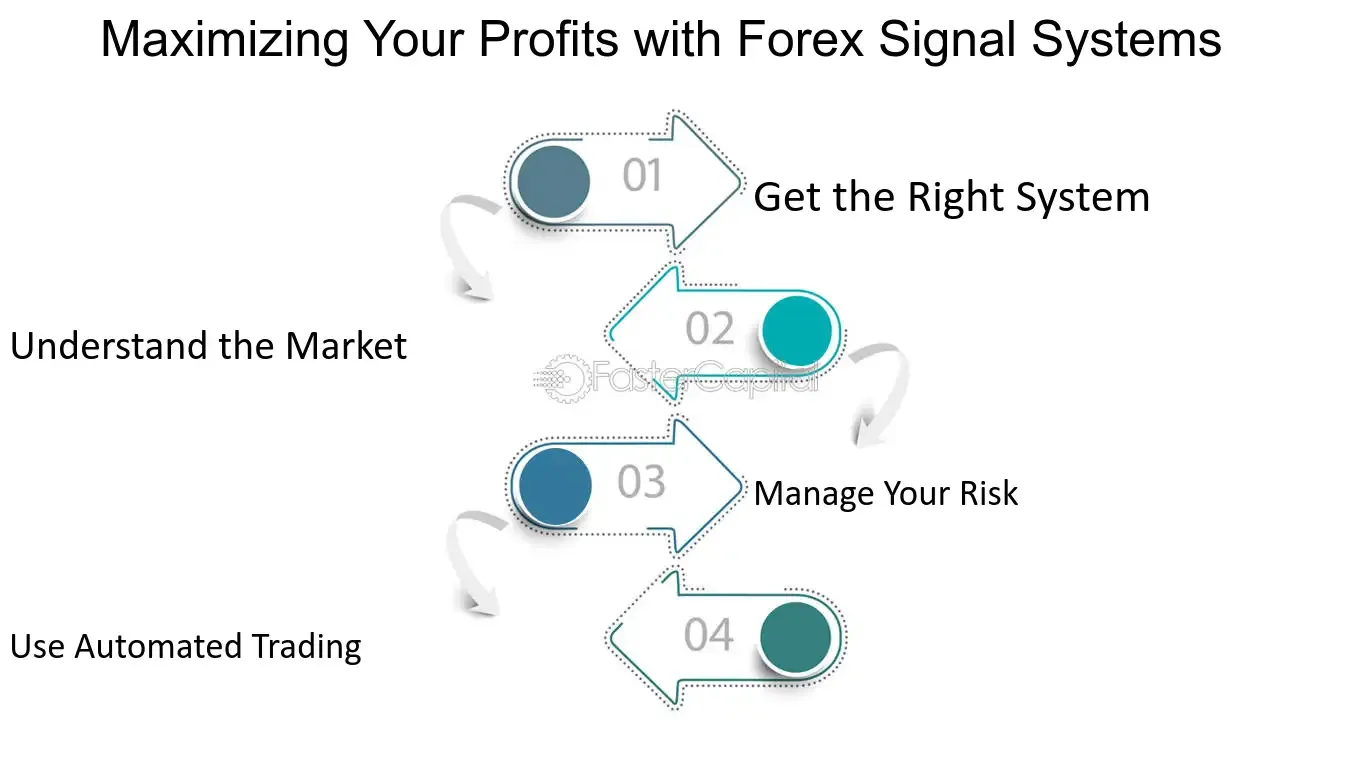 Maximizing Your Profits with Forex Signal Systems
01
Get the Right System
02
Understand the Market
FasterCapital
03
Manage Your Risk
04
Use Automated Trading